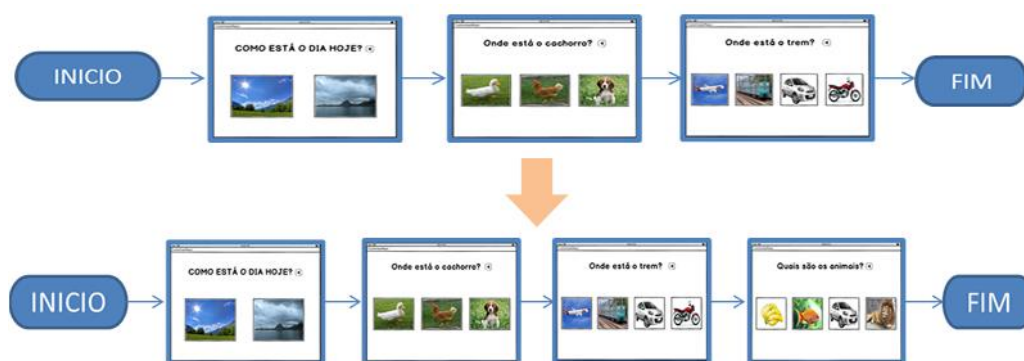 INICIO
COMO ESTÁ O DIA HOJE?
Onde está o cachorro?
Onde está o trem?
FIM
INICIO
COMO ESTÁ O DIA HOJE?
Onde está o cachorro?
Onde está o trem?
Quais são os animais?
FIM